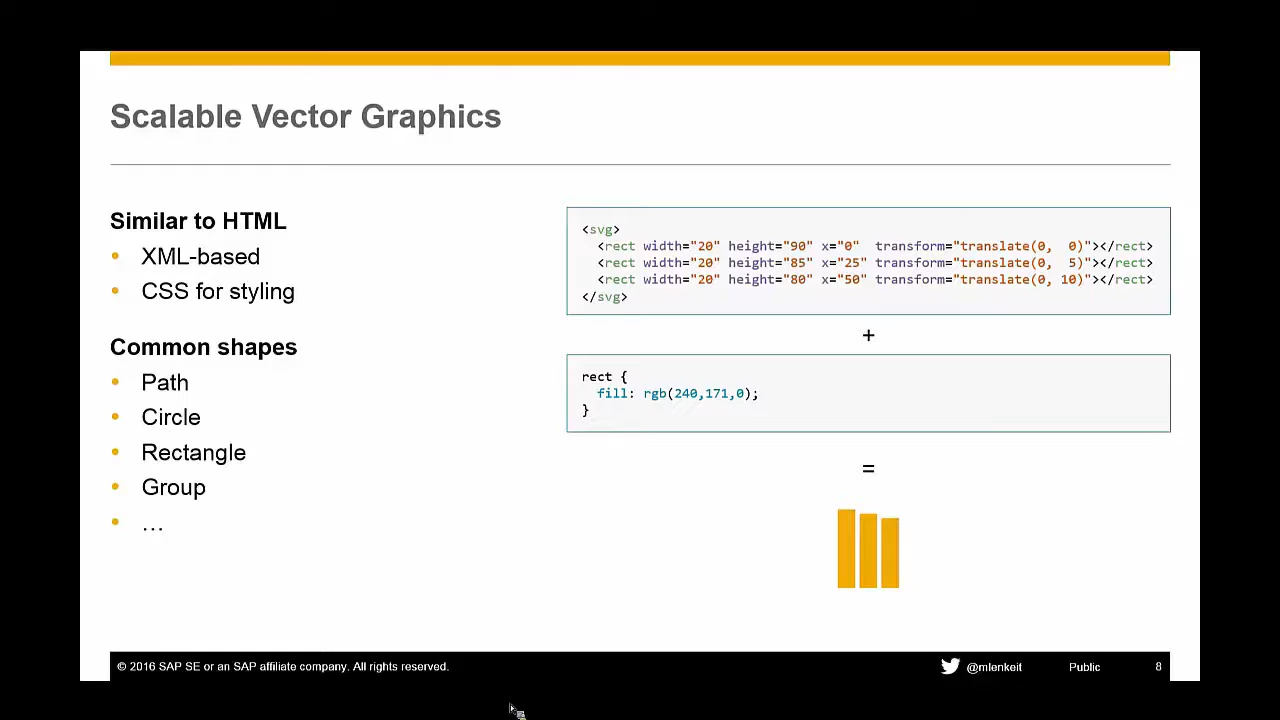 Scalable Vector Graphics
Similar to HTML
• XML-based
• CSS for styling
Common shapes
• Path
• Circle
• Rectangle
• Group
• …
<svg>
  <rect width="20" height="90" x="0"  transform="translate(0,  0)"></rect>
  <rect width="20" height="85" x="25" transform="translate(0,  5)"></rect>
  <rect width="20" height="80" x="50" transform="translate(0, 10)"></rect>
</svg>
+
rect {
  fill: rgb(240,171,0);
}
=
© 2016 SAP SE or an SAP affiliate company. All rights reserved.
@mlenkeit
Public
8